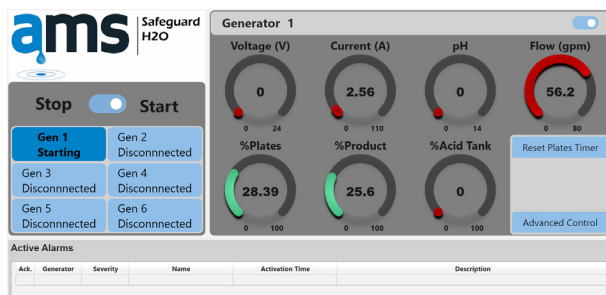 ams Safeguard
H2O
Stop Start
Gen 1
Starting
Gen 2
Disconnnected
Gen 3
Disconnnected
Gen 4
Disconnnected
Gen 5
Disconnnected
Gen 6
Disconnnected
Generator 1
Voltage (V) Current (A) pH Flow (gpm)
0 2.56 0 56.2
0 24 0 110 0 14 0 80
%Plates %Product %Acid Tank
28.39 25.6 0
0 100 0 100 0 100
Reset Plates Timer
Advanced Control
Active Alarms
Ack. Generator Severity Name Activation Time Description